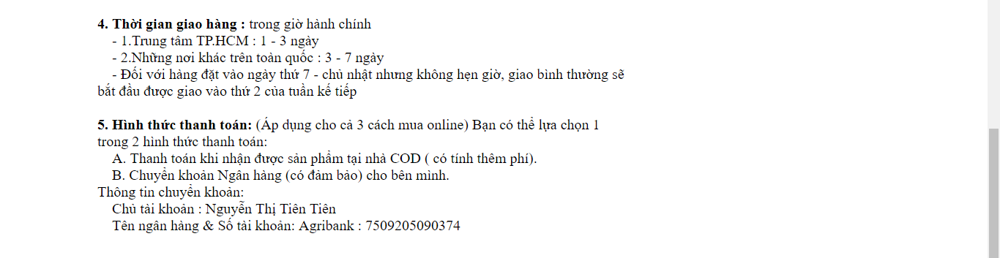 4. Thời gian giao hàng : trong giờ hành chính
- 1.Trung tâm TP.HCM : 1 - 3 ngày
- 2.Những nơi khác trên toàn quốc : 3 - 7 ngày
- Đối với hàng đặt vào ngày thứ 7 - chủ nhật nhưng không hẹn giờ, giao bình thường sẽ
bắt đầu được giao vào thứ 2 của tuần kế tiếp
5. Hình thức thanh toán: (Áp dụng cho cả 3 cách mua online) Bạn có thể lựa chọn 1
trong 2 hình thức thanh toán:
A. Thanh toán khi nhận được sản phẩm tại nhà COD ( có tính thêm phí).
B. Chuyển khoản Ngân hàng (có đảm bảo) cho bên mình.
Thông tin chuyển khoản:
Chủ tài khoản : Nguyễn Thị Tiên Tiên
Tên ngân hàng & Số tài khoản: Agribank : 7509205090374